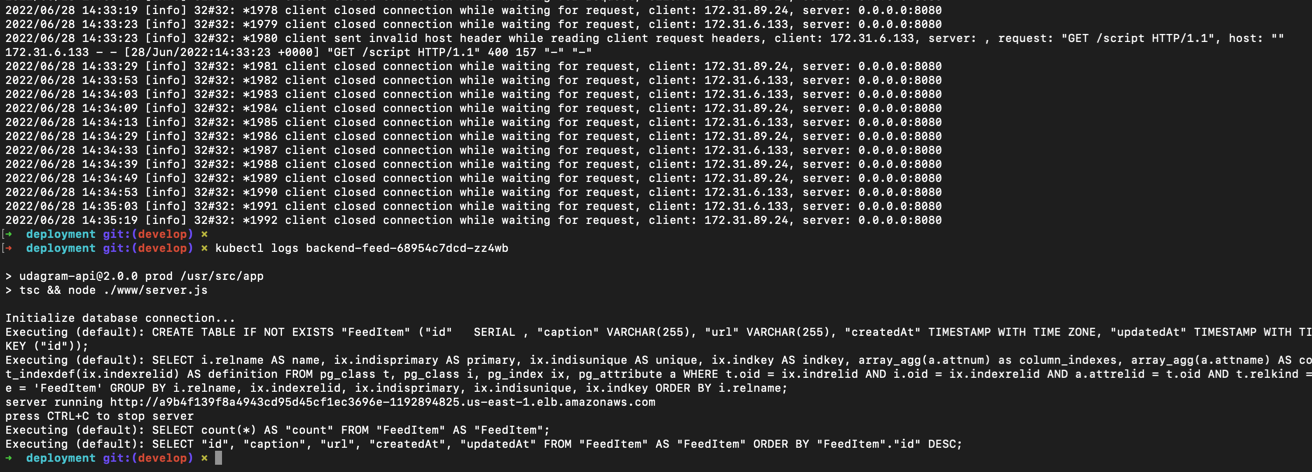 2022/06/28 14:33:19 [info] 32#32: *1978 client closed connection while waiting for request, client: 172.31.89.24, server: 0.0.0.0:8080
2022/06/28 14:33:23 [info] 32#32: *1979 client closed connection while waiting for request, client: 172.31.6.133, server: 0.0.0.0:8080
2022/06/28 14:33:23 [info] 32#32: *1980 client sent invalid host header while reading client request headers, client: 172.31.6.133, server: , request: "GET /script HTTP/1.1", host: ""
172.31.6.133 - - [28/Jun/2022:14:33:23 +0000] "GET /script HTTP/1.1" 400 157 "-" "-"
2022/06/28 14:33:29 [info] 32#32: *1981 client closed connection while waiting for request, client: 172.31.89.24, server: 0.0.0.0:8080
2022/06/28 14:33:53 [info] 32#32: *1982 client closed connection while waiting for request, client: 172.31.6.133, server: 0.0.0.0:8080
2022/06/28 14:34:03 [info] 32#32: *1983 client closed connection while waiting for request, client: 172.31.6.133, server: 0.0.0.0:8080
2022/06/28 14:34:09 [info] 32#32: *1984 client closed connection while waiting for request, client: 172.31.89.24, server: 0.0.0.0:8080
2022/06/28 14:34:13 [info] 32#32: *1985 client closed connection while waiting for request, client: 172.31.6.133, server: 0.0.0.0:8080
2022/06/28 14:34:29 [info] 32#32: *1986 client closed connection while waiting for request, client: 172.31.89.24, server: 0.0.0.0:8080
2022/06/28 14:34:33 [info] 32#32: *1987 client closed connection while waiting for request, client: 172.31.6.133, server: 0.0.0.0:8080
2022/06/28 14:34:39 [info] 32#32: *1988 client closed connection while waiting for request, client: 172.31.89.24, server: 0.0.0.0:8080
2022/06/28 14:34:49 [info] 32#32: *1989 client closed connection while waiting for request, client: 172.31.89.24, server: 0.0.0.0:8080
2022/06/28 14:34:53 [info] 32#32: *1990 client closed connection while waiting for request, client: 172.31.6.133, server: 0.0.0.0:8080
2022/06/28 14:35:03 [info] 32#32: *1991 client closed connection while waiting for request, client: 172.31.6.133, server: 0.0.0.0:8080
2022/06/28 14:35:19 [info] 32#32: *1992 client closed connection while waiting for request, client: 172.31.89.24, server: 0.0.0.0:8080
[➜  deployment git:(develop) ✗
[➜  deployment git:(develop) ✗ kubectl logs backend-feed-68954c7dcd-zz4wb
> udagram-api@2.0.0 prod /usr/src/app
> tsc && node ./www/server.js
Initialize database connection...
Executing (default): CREATE TABLE IF NOT EXISTS "FeedItem" ("id"   SERIAL , "caption" VARCHAR(255), "url" VARCHAR(255), "createdAt" TIMESTAMP WITH TIME ZONE, "updatedAt" TIMESTAMP WITH TI
KEY ("id"));
Executing (default): SELECT i.relname AS name, ix.indisprimary AS primary, ix.indisunique AS unique, ix.indkey AS indkey, array_agg(a.attnum) as column_indexes, array_agg(a.attname) AS co
t_indexdef(ix.indexrelid) AS definition FROM pg_class t, pg_class i, pg_index ix, pg_attribute a WHERE t.oid = ix.indrelid AND i.oid = ix.indexrelid AND a.attrelid = t.oid AND t.relkind =
e = 'FeedItem' GROUP BY i.relname, ix.indexrelid, ix.indisprimary, ix.indisunique, ix.indkey ORDER BY i.relname;
server running http://a9b4f139f8a4943cd95d45cf1ec3696e-1192894825.us-east-1.elb.amazonaws.com
press CTRL+C to stop server
Executing (default): SELECT count(*) AS "count" FROM "FeedItem" AS "FeedItem";
Executing (default): SELECT "id", "caption", "url", "createdAt", "updatedAt" FROM "FeedItem" AS "FeedItem" ORDER BY "FeedItem"."id" DESC;
➜  deployment git:(develop) ✗